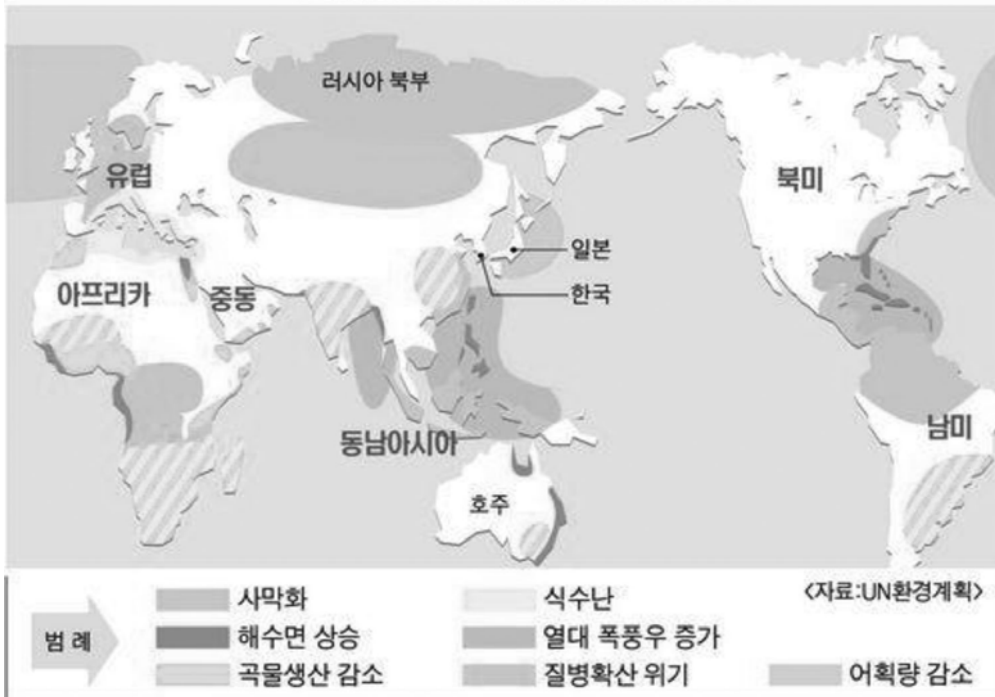 러시아 북부
유럽
북미
일본
아프리카
중동
한국
동남아시아
남미
호주
<자료:UN환경계획>
범 례
사막화
식수난
해수면 상승
열대 폭풍우 증가
곡물생산 감소
질병확산 위기
어획량 감소